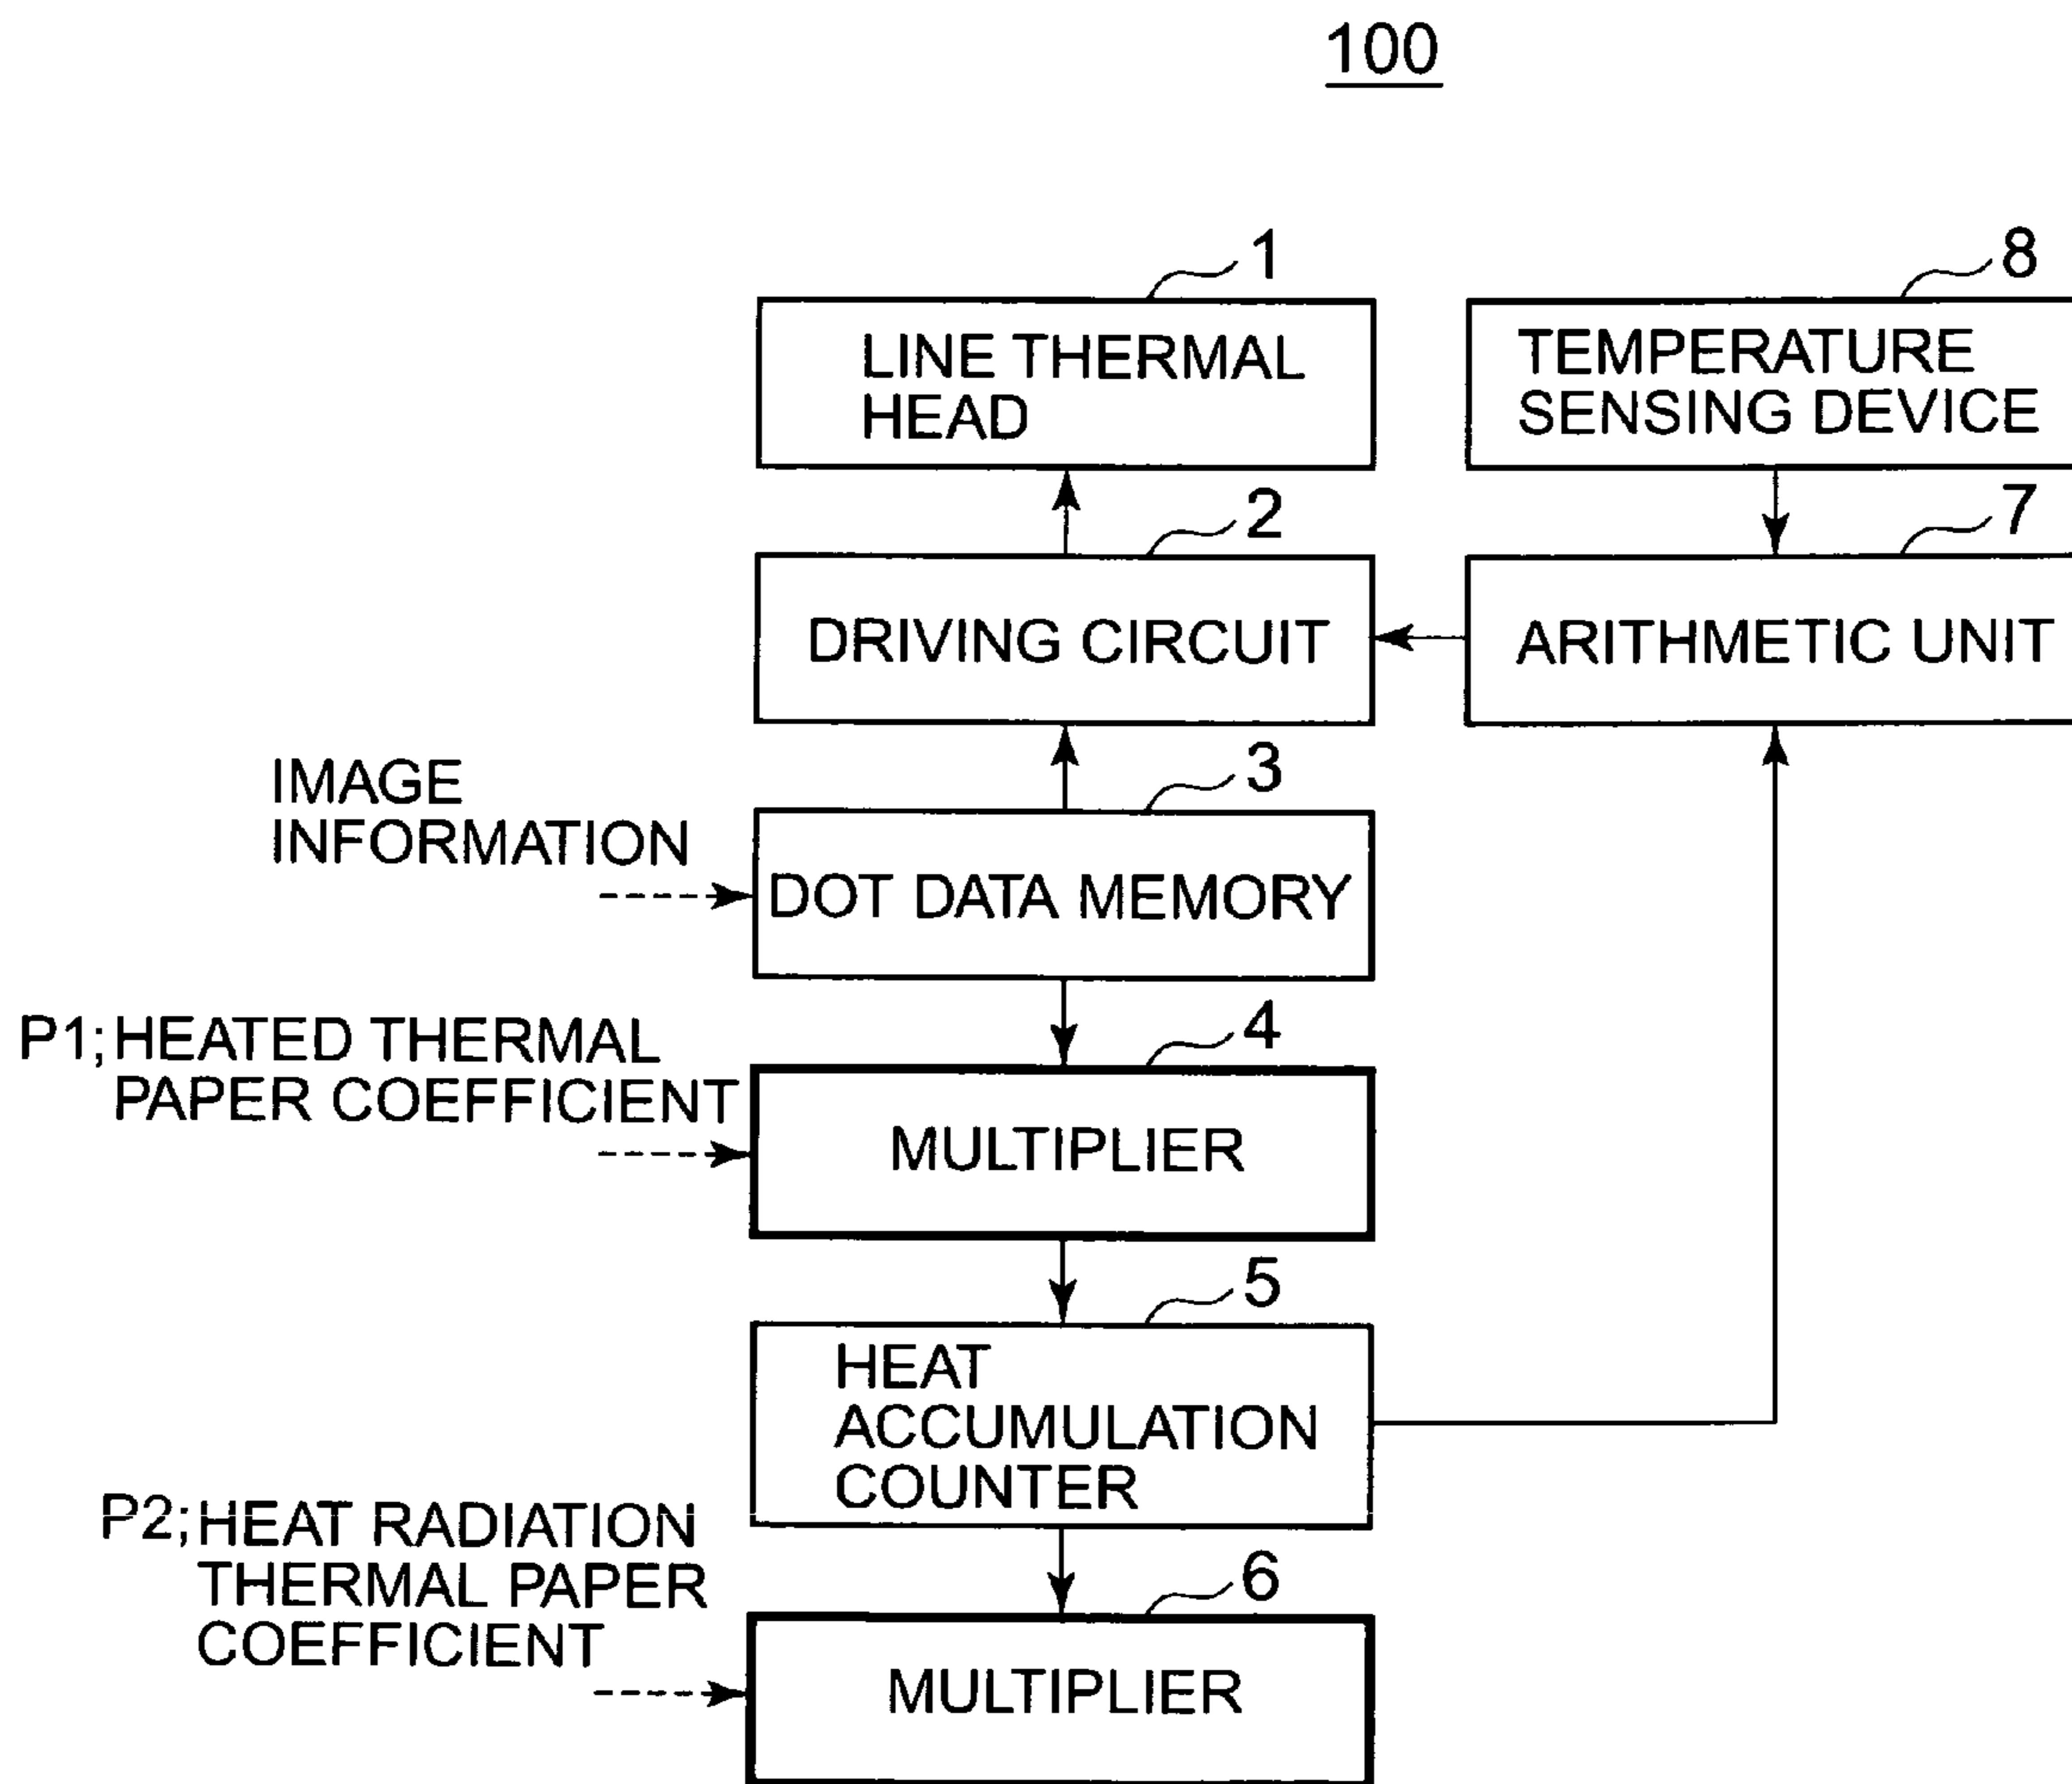 100
1
LINE THERMAL
HEAD
8
TEMPERATURE
SENSING DEVICE
2
DRIVING CIRCUIT
7
ARITHMETIC UNIT
IMAGE
INFORMATION
3
DOT DATA MEMORY
P1;HEATED THERMAL
PAPER COEFFICIENT
4
MULTIPLIER
5
HEAT
ACCUMULATION
COUNTER
P2;HEAT RADIATION
THERMAL PAPER
COEFFICIENT
6
MULTIPLIER